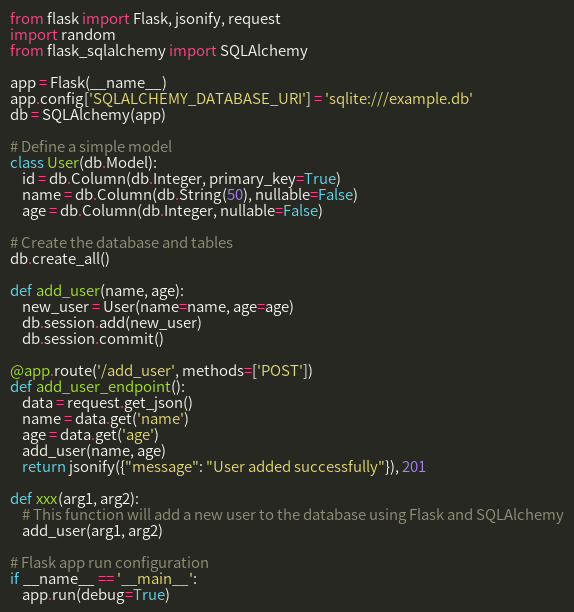 from flask import Flask, jsonify, request
import random
from flask_sqlalchemy import SQLAlchemy

app = Flask(__name__)
app.config['SQLALCHEMY_DATABASE_URI'] = 'sqlite:///example.db'
db = SQLAlchemy(app)

# Define a simple model
class User(db.Model):
    id = db.Column(db.Integer, primary_key=True)
    name = db.Column(db.String(50), nullable=False)
    age = db.Column(db.Integer, nullable=False)

# Create the database and tables
db.create_all()

def add_user(name, age):
    new_user = User(name=name, age=age)
    db.session.add(new_user)
    db.session.commit()

@app.route('/add_user', methods=['POST'])
def add_user_endpoint():
    data = request.get_json()
    name = data.get('name')
    age = data.get('age')
    add_user(name, age)
    return jsonify({"message": "User added successfully"}), 201

def xxx(arg1, arg2):
    # This function will add a new user to the database using Flask and SQLAlchemy
    add_user(arg1, arg2)

# Flask app run configuration
if __name__ == '__main__':
    app.run(debug=True)